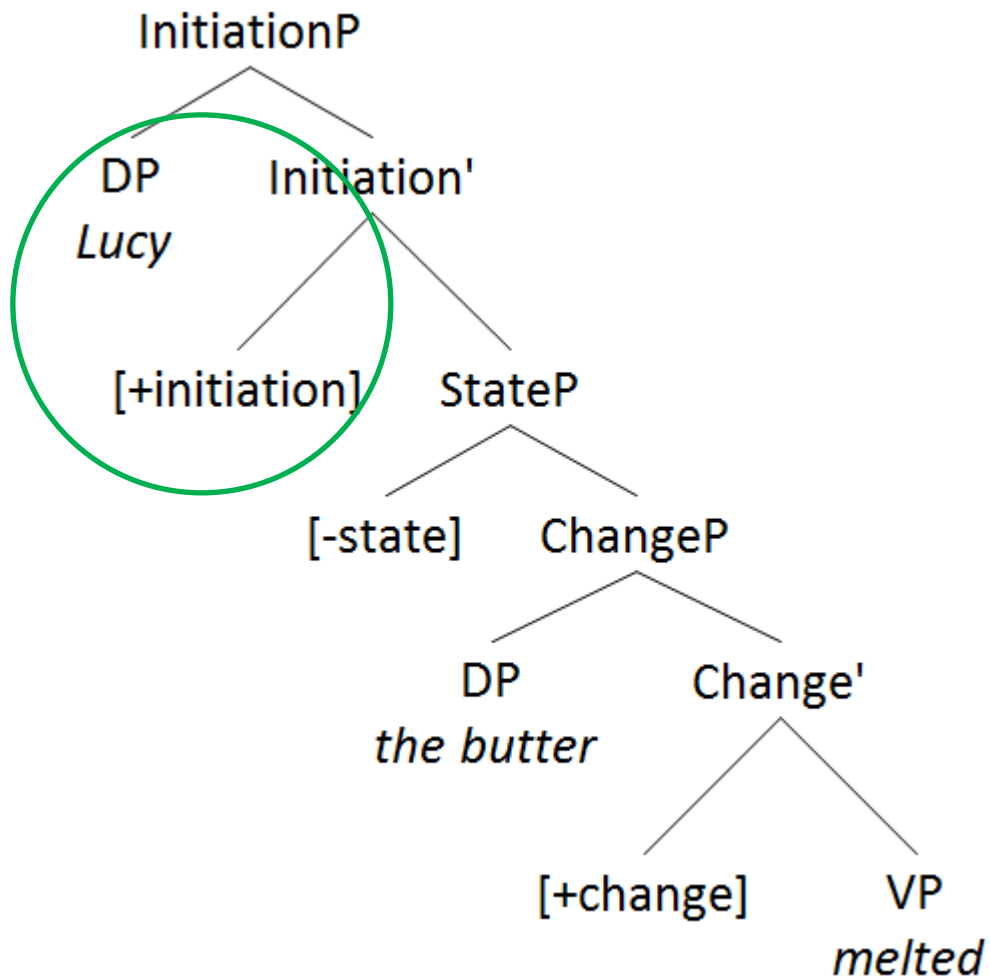 InitiationP
DP Initiation'
Lucy
[+initiation] StateP
[-state] ChangeP
DP Change'
the butter
[+change] VP
melted